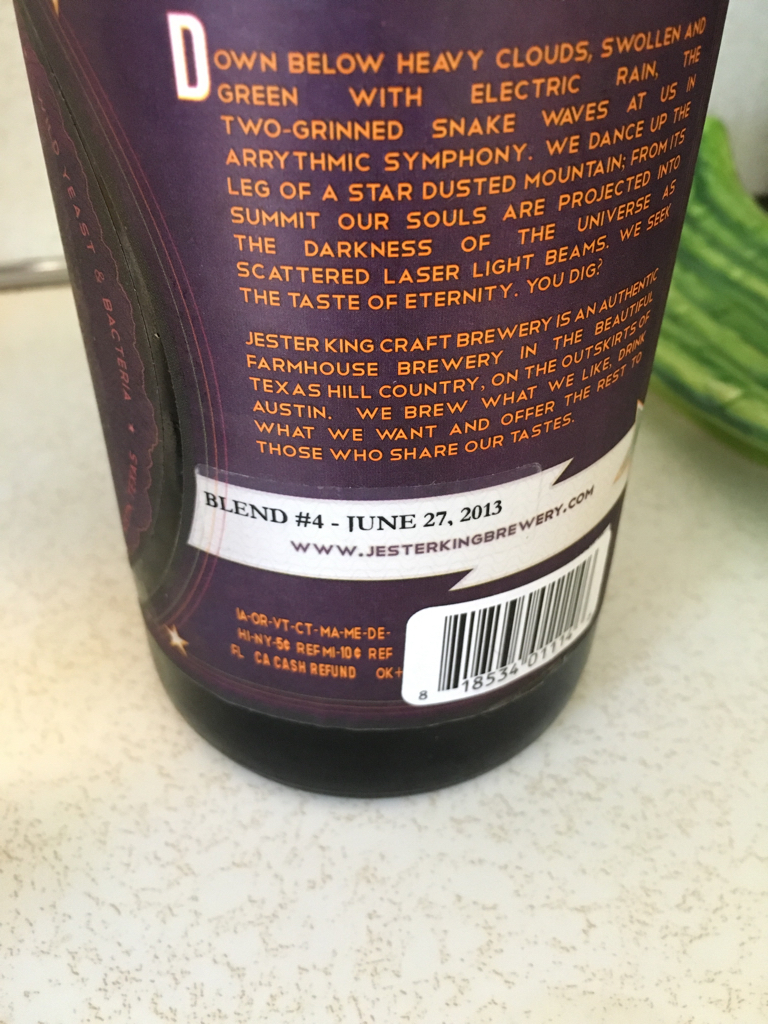 DOWN BELOW HEAVY CLOUDS, SWOLLEN AND
GREEN WITH ELECTRIC RAIN, THE
TWO-GRINNED SNAKE WAVES AT US IN
ARRYTHMIC SYMPHONY. WE DANCE UP THE
LEG OF A STAR DUSTED MOUNTAIN; FROM ITS
SUMMIT OUR SOULS ARE PROJECTED INTO
THE DARKNESS OF THE UNIVERSE AS
SCATTERED LASER LIGHT BEAMS. WE SEEK
THE TASTE OF ETERNITY. YOU DIG?
JESTER KING CRAFT BREWERY IS AN AUTHENTIC
FARMHOUSE BREWERY IN THE BEAUTIFUL
TEXAS HILL COUNTRY, ON THE OUTSKIRTS OF
AUSTIN. WE BREW WHAT WE LIKE, DRINK
WHAT WE WANT AND OFFER THE REST TO
THOSE WHO SHARE OUR TASTES.
YEAST & BACTERIA
BLEND #4 - JUNE 27, 2013
WWW.JESTERKINGBREWERY.COM
IA-OR-VT-CT-MA-ME-DE-
HI-NY-5¢ REF MI-10¢ REF
FL CA CASH REFUND OK+
8 18534 01114